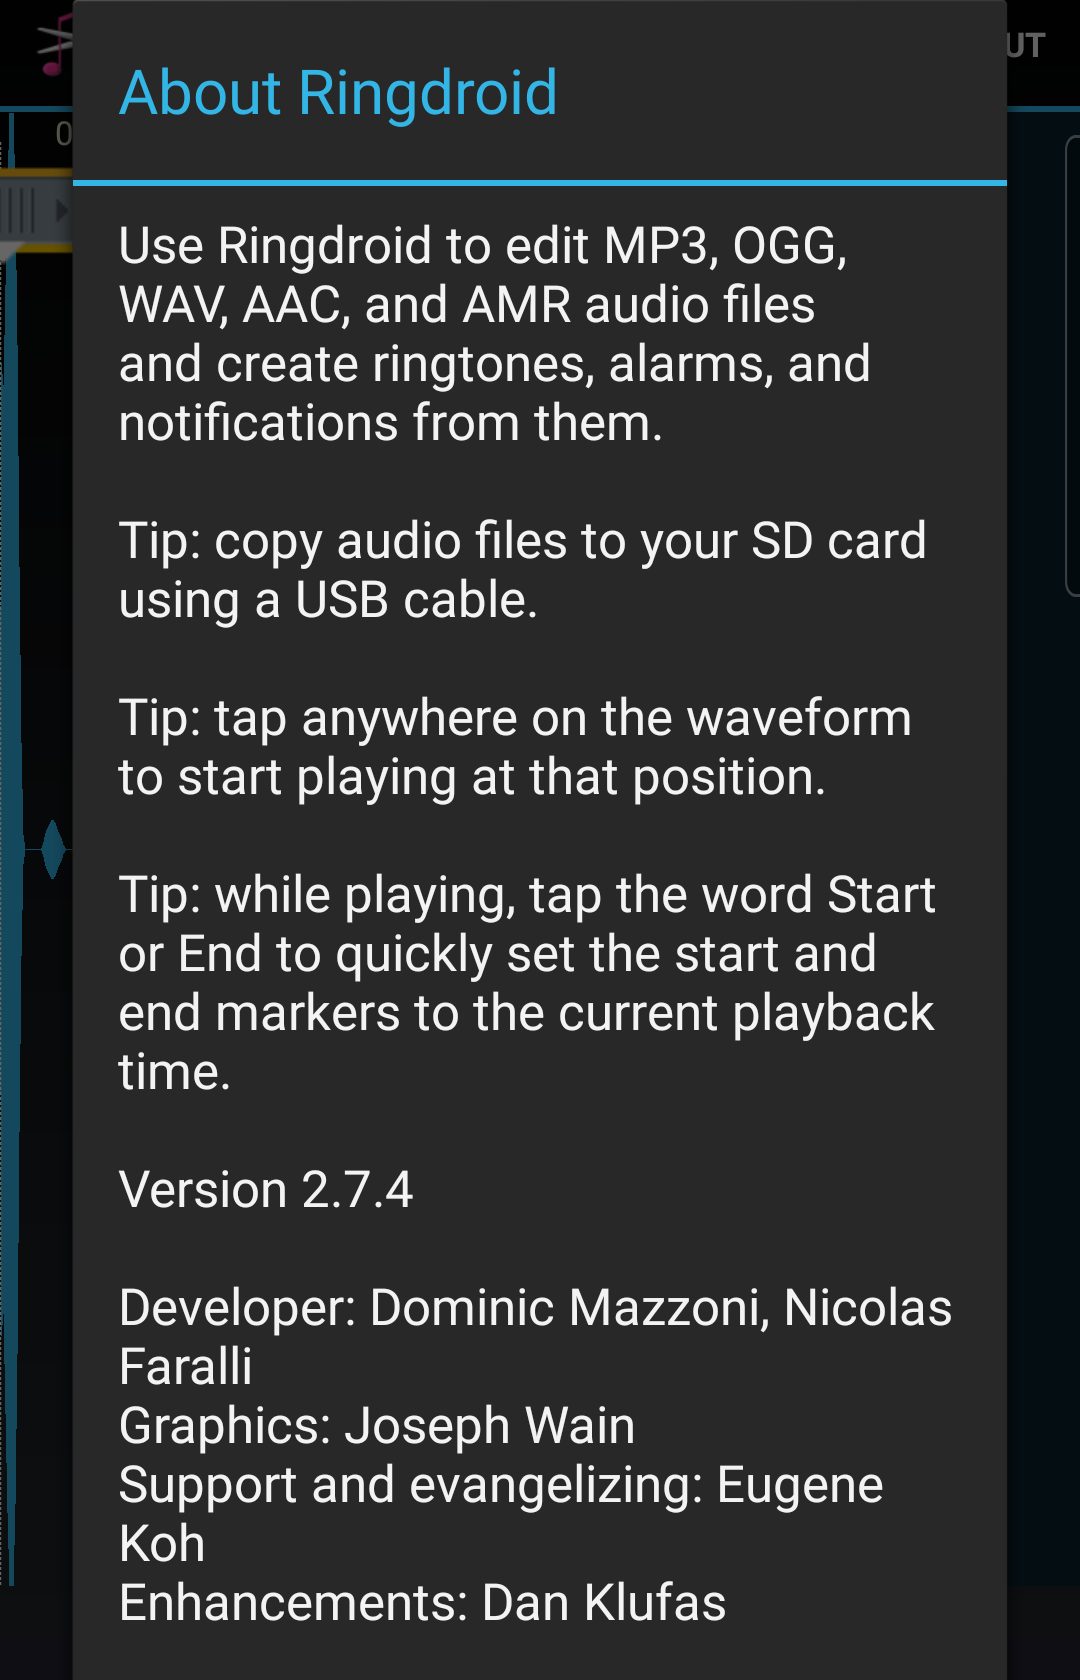 UT
About Ringdroid
0
Use Ringdroid to edit MP3, OGG,
WAV, AAC, and AMR audio files
and create ringtones, alarms, and
notifications from them.
Tip: copy audio files to your SD card
using a USB cable.
Tip: tap anywhere on the waveform
to start playing at that position.
Tip: while playing, tap the word Start
or End to quickly set the start and
end markers to the current playback
time.
Version 2.7.4
Developer: Dominic Mazzoni, Nicolas
Faralli
Graphics: Joseph Wain
Support and evangelizing: Eugene
Koh
Enhancements: Dan Klufas